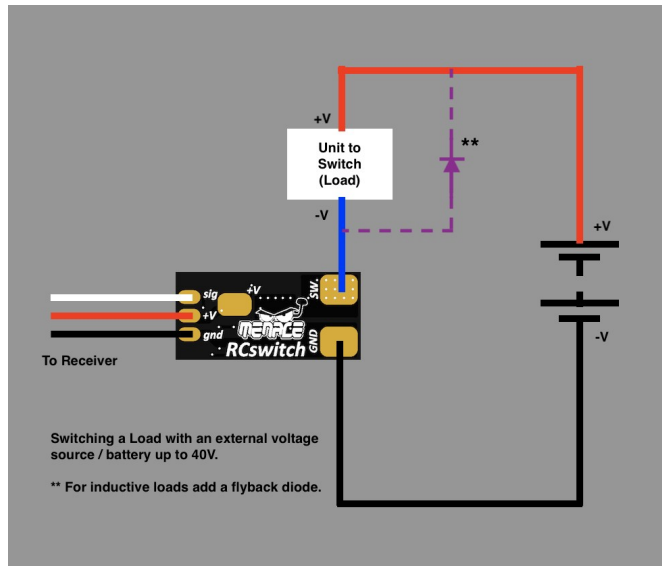 +V
Unit to
Switch
(Load)
**
-V
+V
-V
sig
+V
+V
gnd
SW.
GND
MENACE
RCswitch
To Receiver
Switching a Load with an external voltage
source / battery up to 40V.
** For inductive loads add a flyback diode.